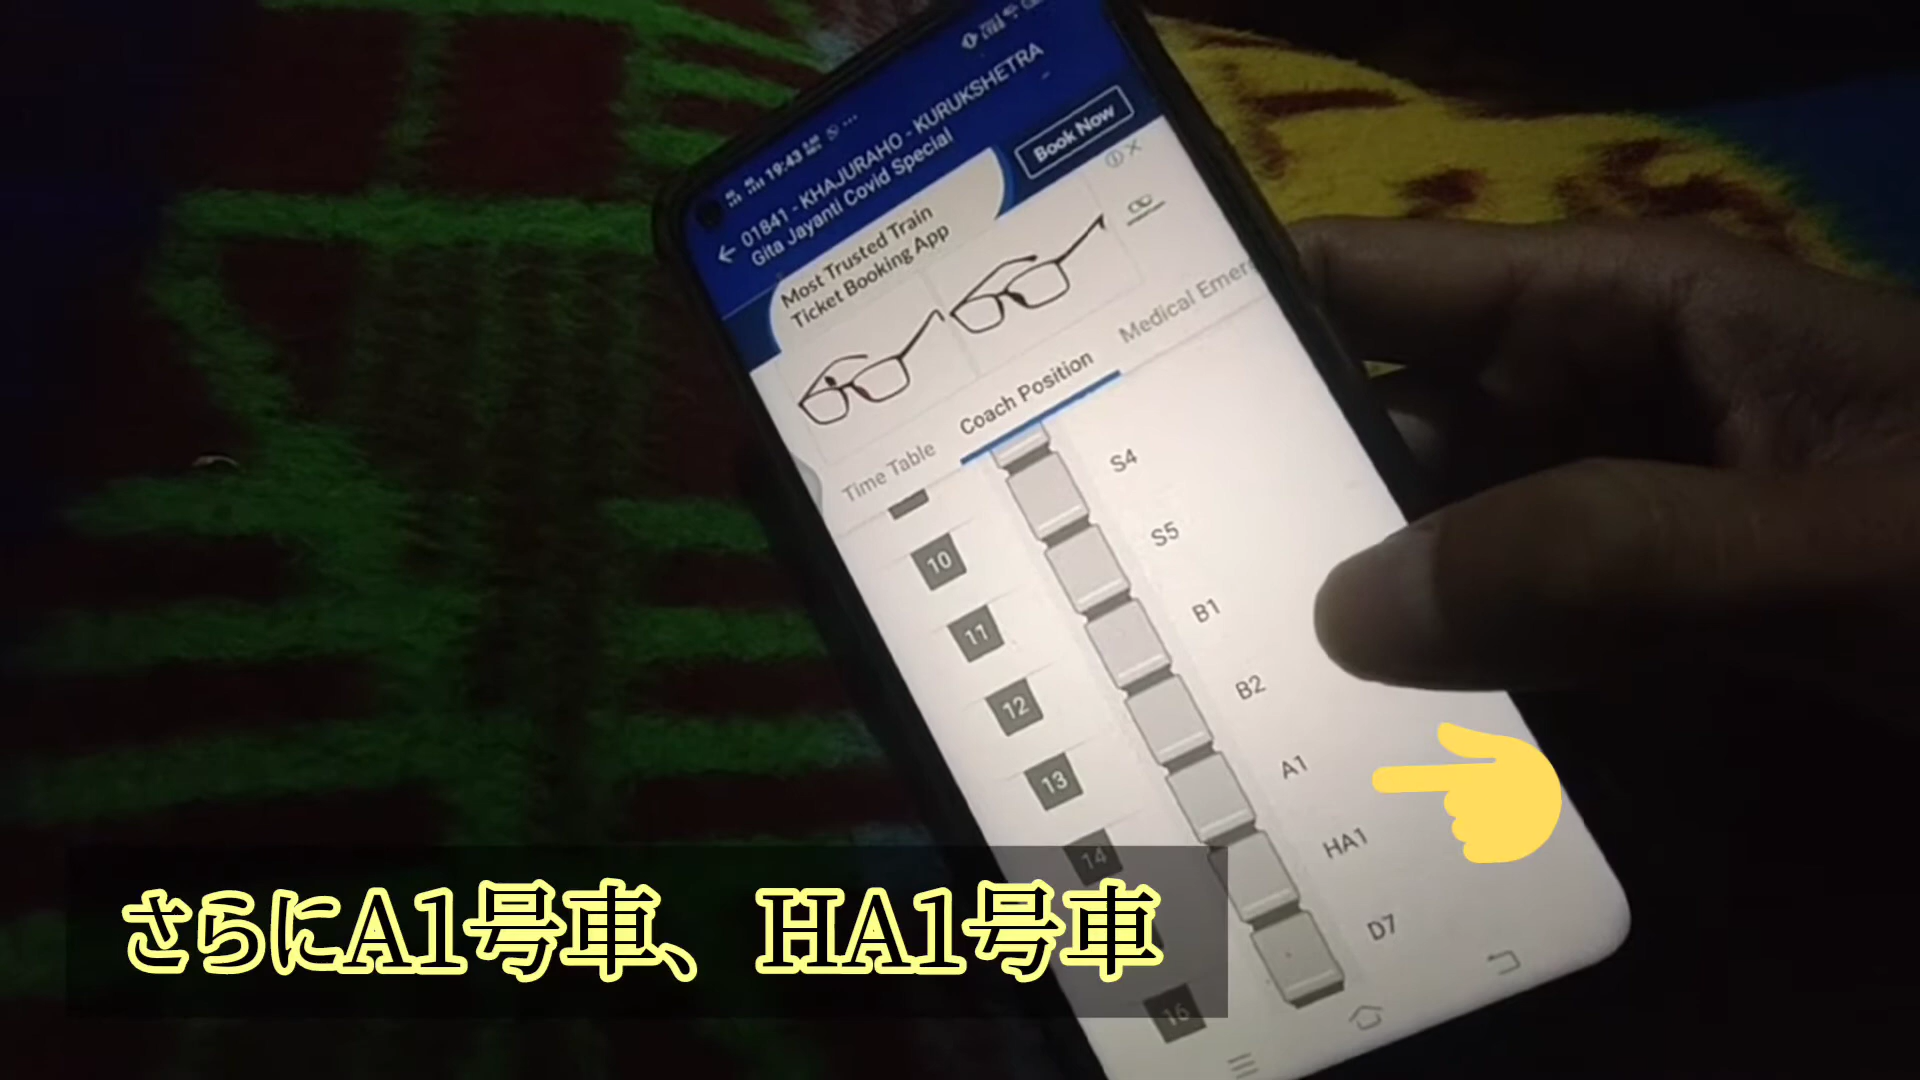 19:43
01841 - KHAJURAHO - KURUKSHETRA
Gita Jayanti Covid Special
Most Trusted Train
Ticket Booking App
Book Now
Time Table
Coach Position
Medical Emer
S4
10
S5
11
B1
12
B2
13
A1
14
HA1
D7
16
さらにA1号車、HA1号車